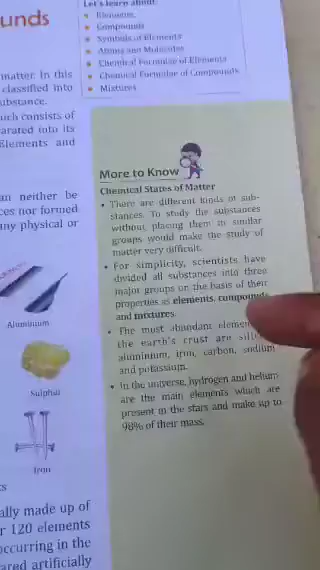 unds
Let's learn about:
Elements
Compounds
Symbols of Elements
Atoms and Molecules
Chemical Formulae of Elements
Chemical Formulae of Compounds
Mixtures
matter. In this
classified into
substance.
uch consists of
arated into its
Elements and
an neither be
ces nor formed
any physical or
Aluminium
Sulphur
Iron
ally made up of
r 120 elements
occurring in the
ared artificially
More to Know
Chemical States of Matter
• There are different kinds of sub-
stances. To study the substances
without placing them in similar
groups would make the study of
matter very difficult.
• For simplicity, scientists have
divided all substances into three
major groups on the basis of their
properties as elements, compounds
and mixtures.
• The most abundant
the earth's crust are
aluminium, iron, carbon, sodium
and potassium.
• In the universe, hydrogen and helium
are the main elements which are
present in the stars and make up to
98% of their mass.